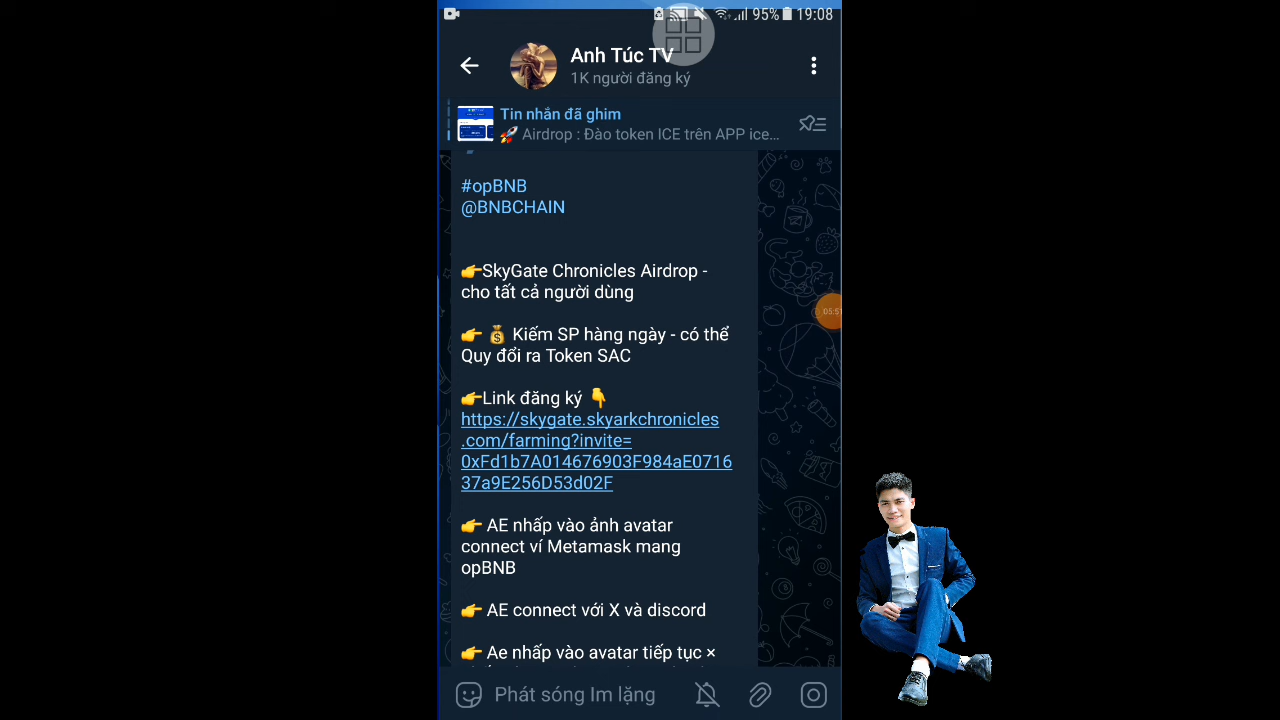 95% 19:08
Anh Túc TV
1K người đăng ký
Tin nhắn đã ghim
🚀 Airdrop : Đào token ICE trên APP ice…
#opBNB
@BNBCHAIN
👉SkyGate Chronicles Airdrop -
cho tất cả người dùng
👉 💰 Kiếm SP hàng ngày - có thể
Quy đổi ra Token SAC
👉Link đăng ký 👇
https://skygate.skyarkchronicles
.com/farming?invite=
0xFd1b7A014676903F984aE0716
37a9E256D53d02F
05:51
👉 AE nhấp vào ảnh avatar
connect ví Metamask mang
opBNB
👉 AE connect với X và discord
👉 Ae nhấp vào avatar tiếp tục ×
Phát sóng Im lặng